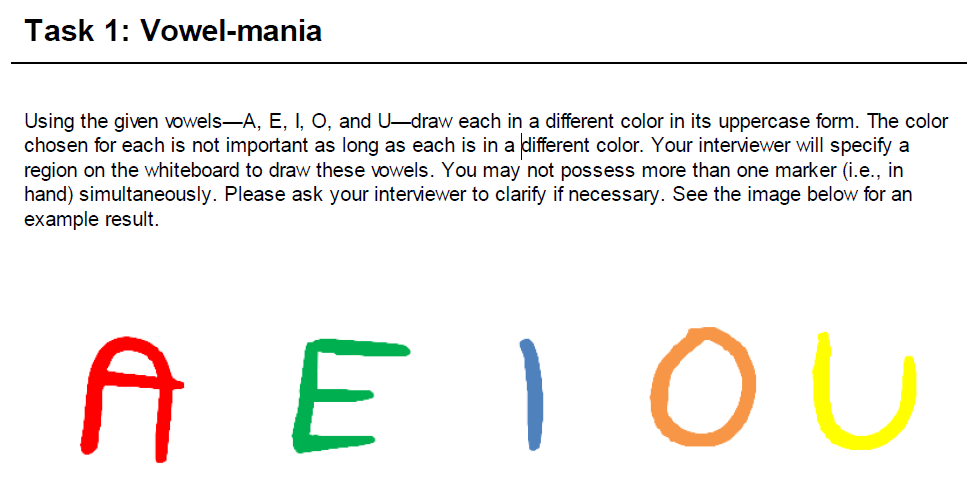 Task 1: Vowel-mania
Using the given vowels—A, E, I, O, and U—draw each in a different color in its uppercase form. The color
chosen for each is not important as long as each is in a different color. Your interviewer will specify a
region on the whiteboard to draw these vowels. You may not possess more than one marker (i.e., in
hand) simultaneously. Please ask your interviewer to clarify if necessary. See the image below for an
example result.
A E I O U